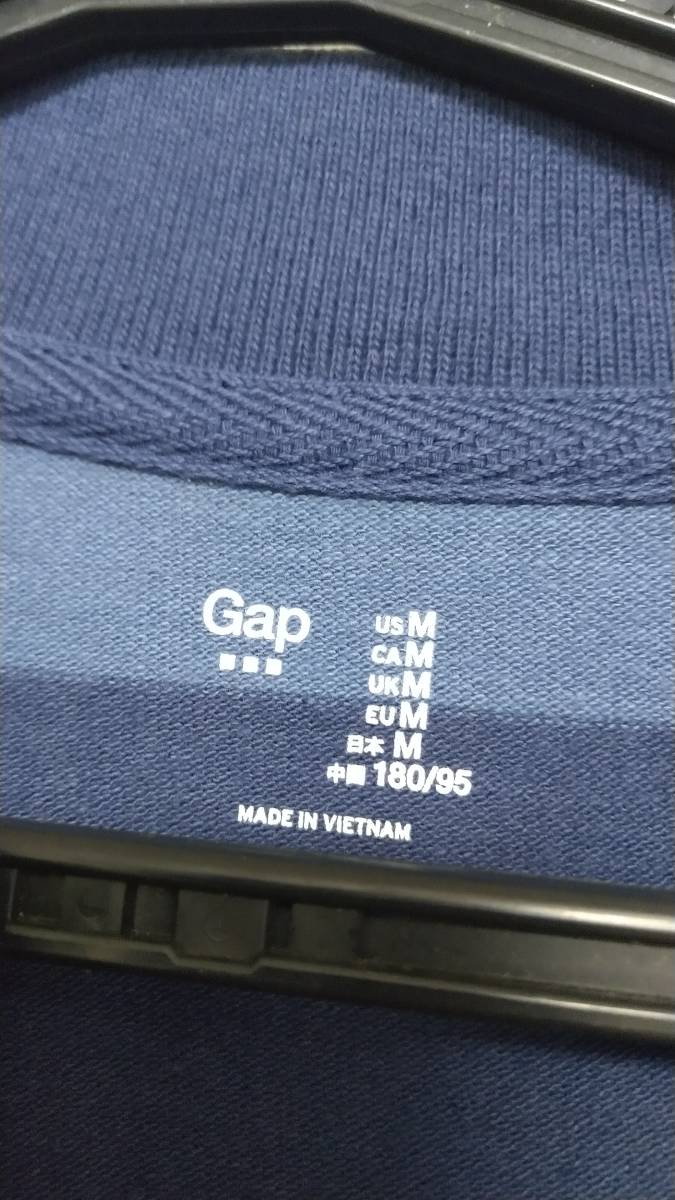 Gap
US M
CA M
UK M
EU M
日本 M
中国 180/95
MADE IN VIETNAM